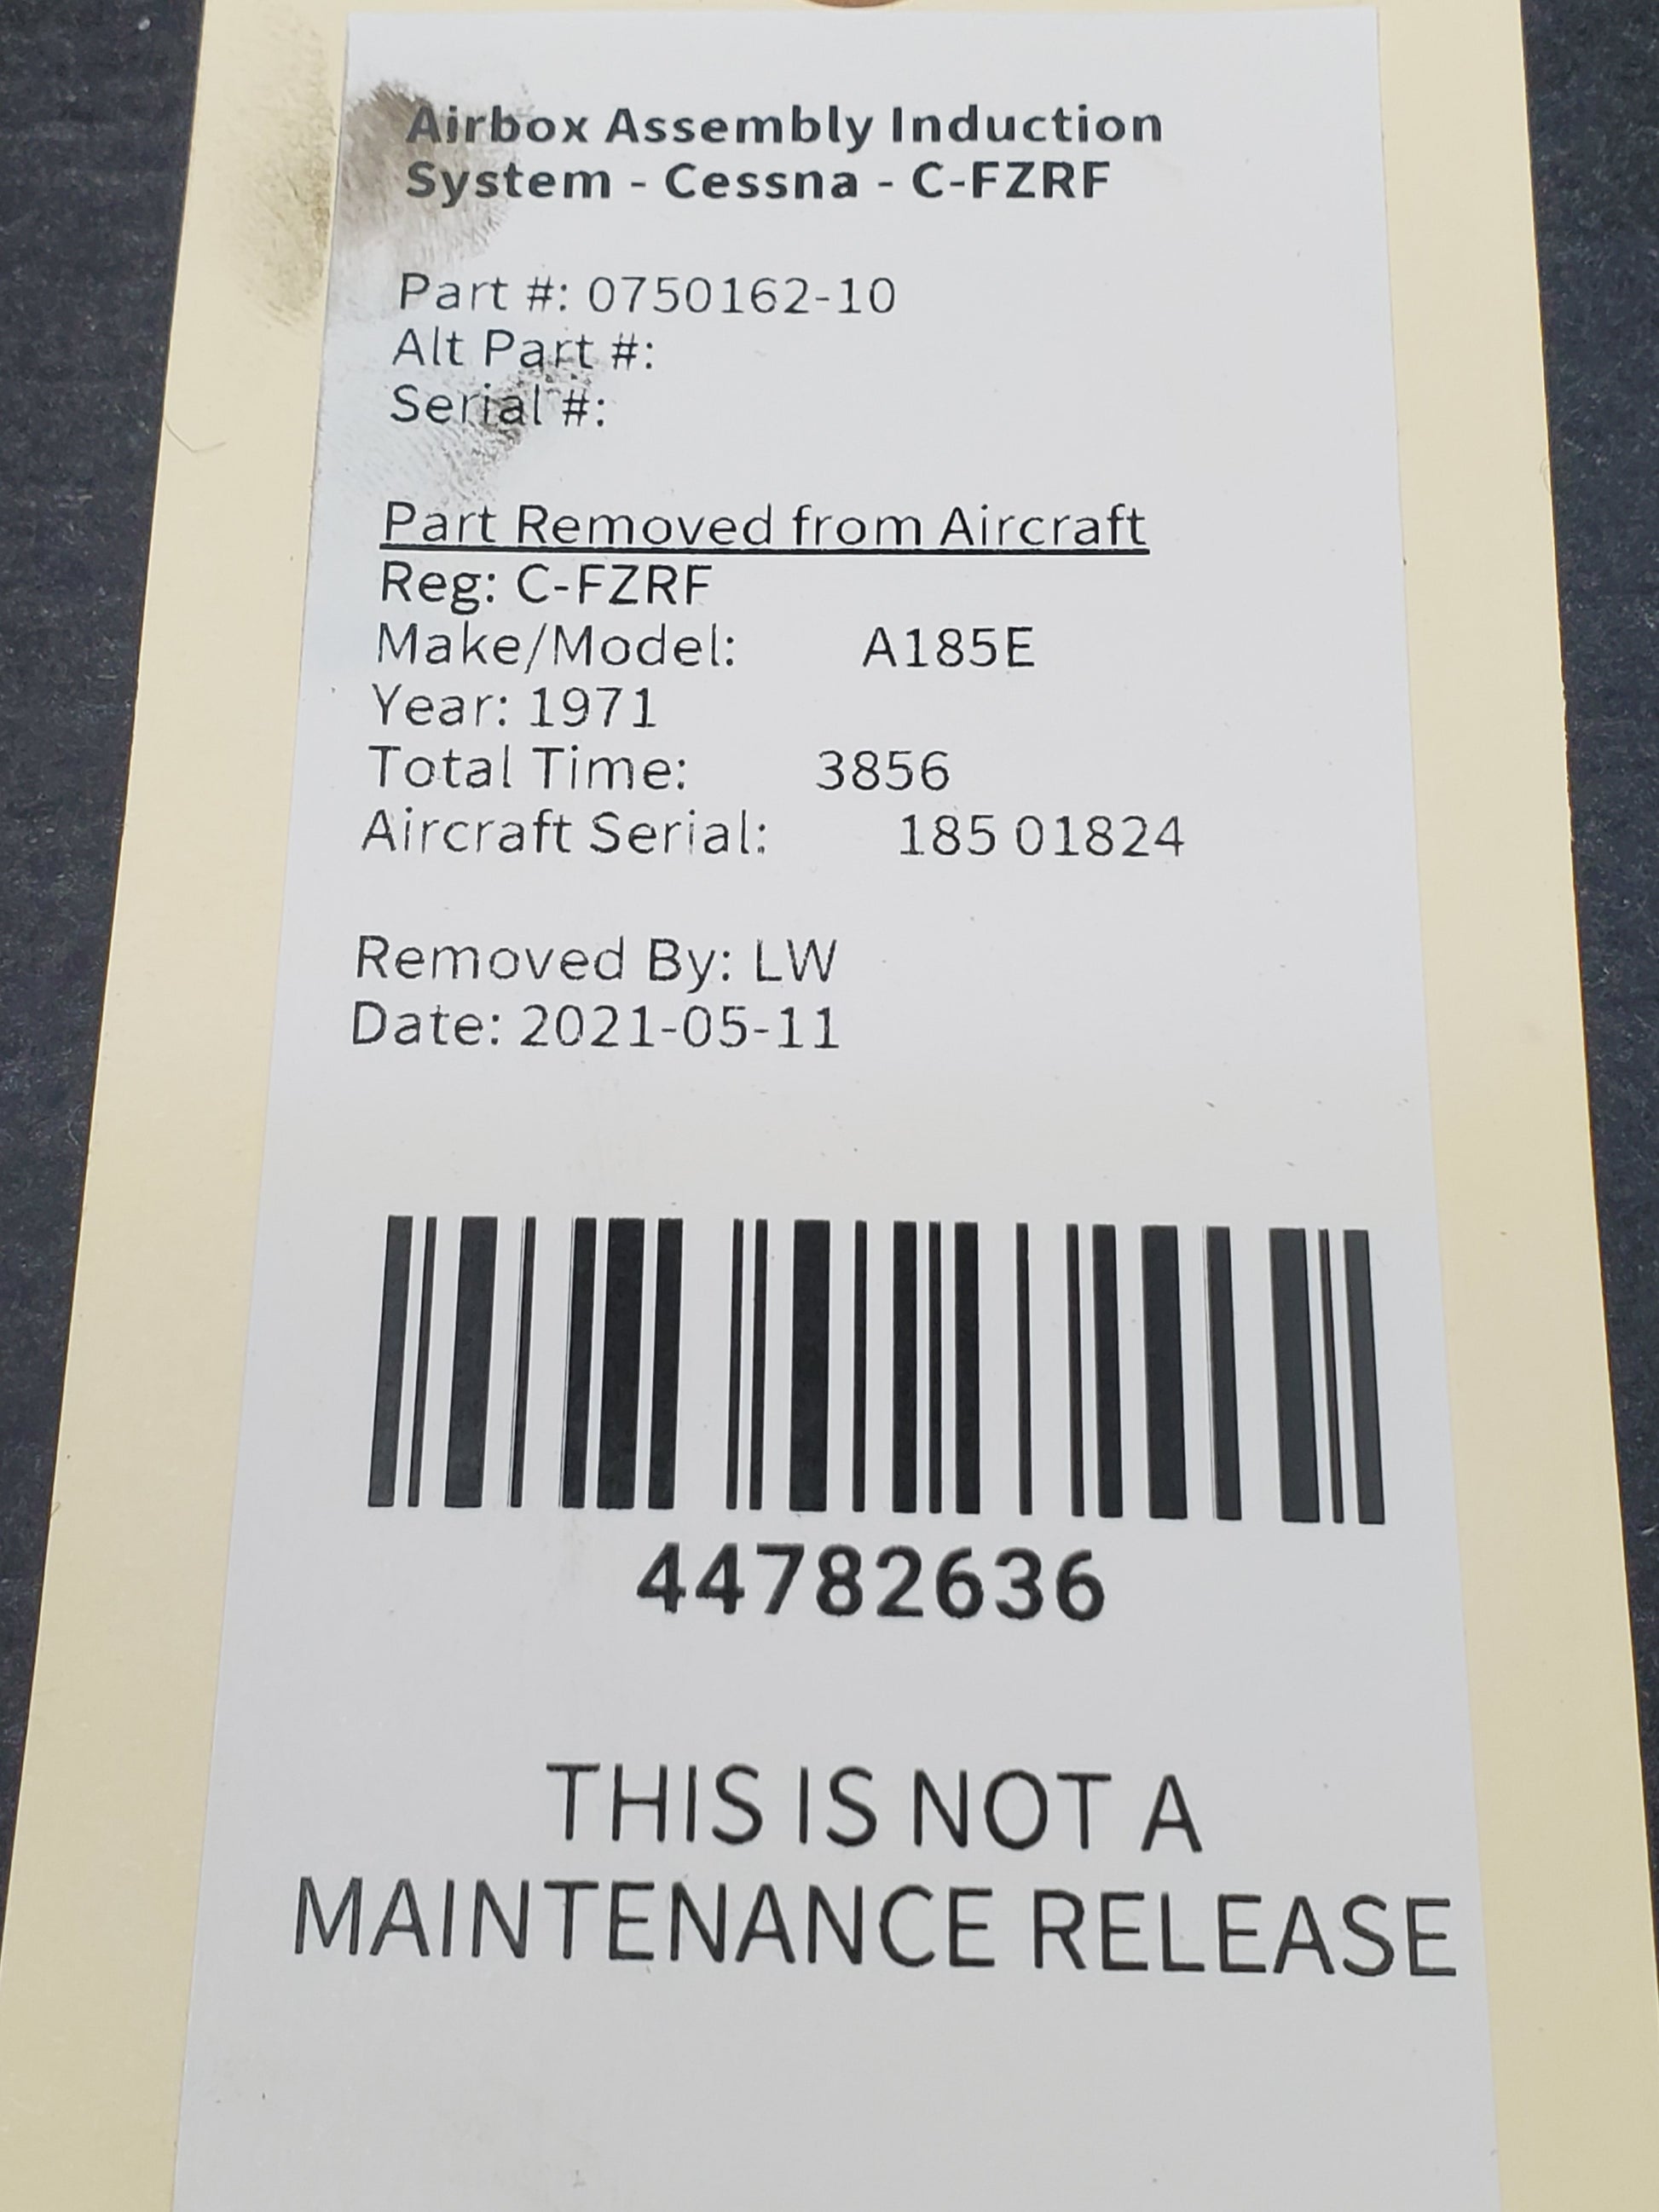 Airbox Assembly Induction
System - Cessna - C-FZRF
Part #: 0750162-10
Alt Part #:
Serial #:
Part Removed from Aircraft
Reg: C-FZRF
Make/Model: A185E
Year: 1971
Total Time: 3856
Aircraft Serial: 185 01824
Removed By: LW
Date: 2021-05-11
44782636
THIS IS NOT A
MAINTENANCE RELEASE